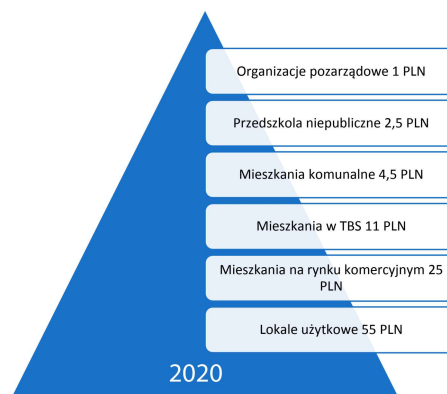 Organizacje pozarządowe 1 PLN
Przedszkola niepubliczne 2,5 PLN
Mieszkania komunalne 4,5 PLN
Mieszkania w TBS 11 PLN
Mieszkania na rynku komercyjnym 25
PLN
Lokale użytkowe 55 PLN
2020